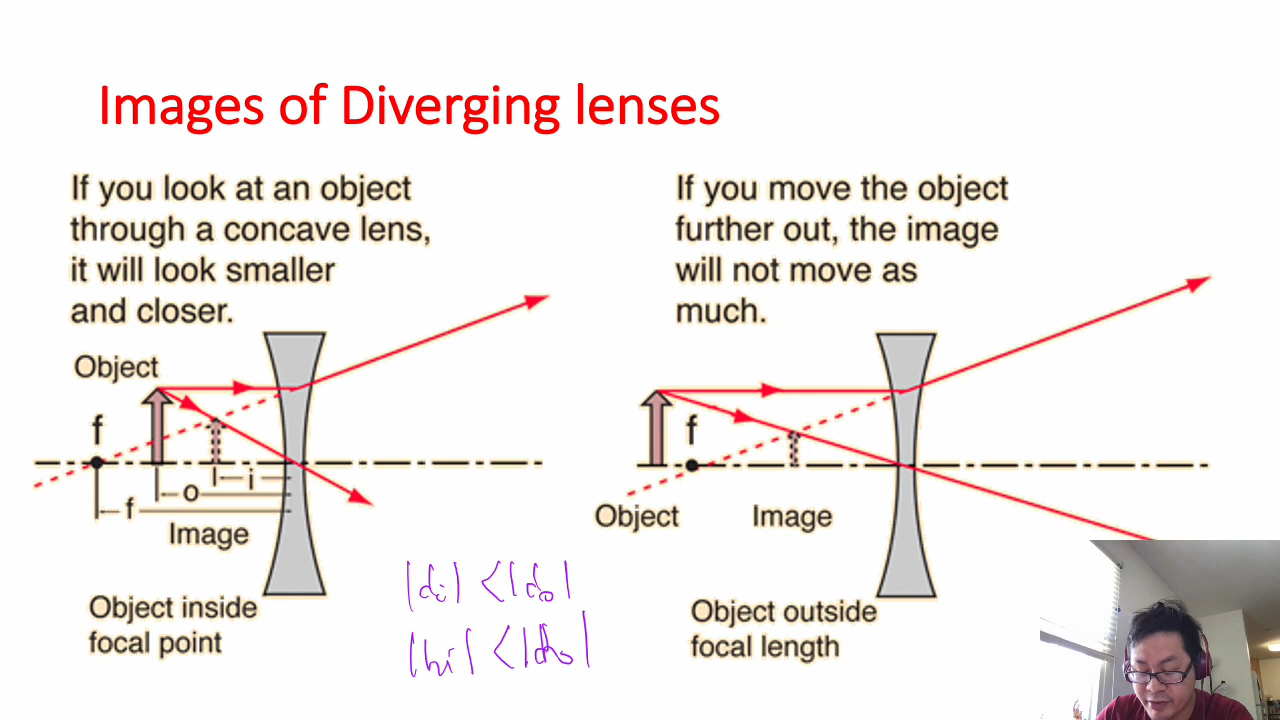 Images of Diverging lenses
If you look at an object
through a concave lens,
it will look smaller
and closer.
Object
f
i
o
f
Image
Object inside
focal point
|di| < |do|
|hi| < |ho|
If you move the object
further out, the image
will not move as
much.
f
Object
Image
Object outside
focal length